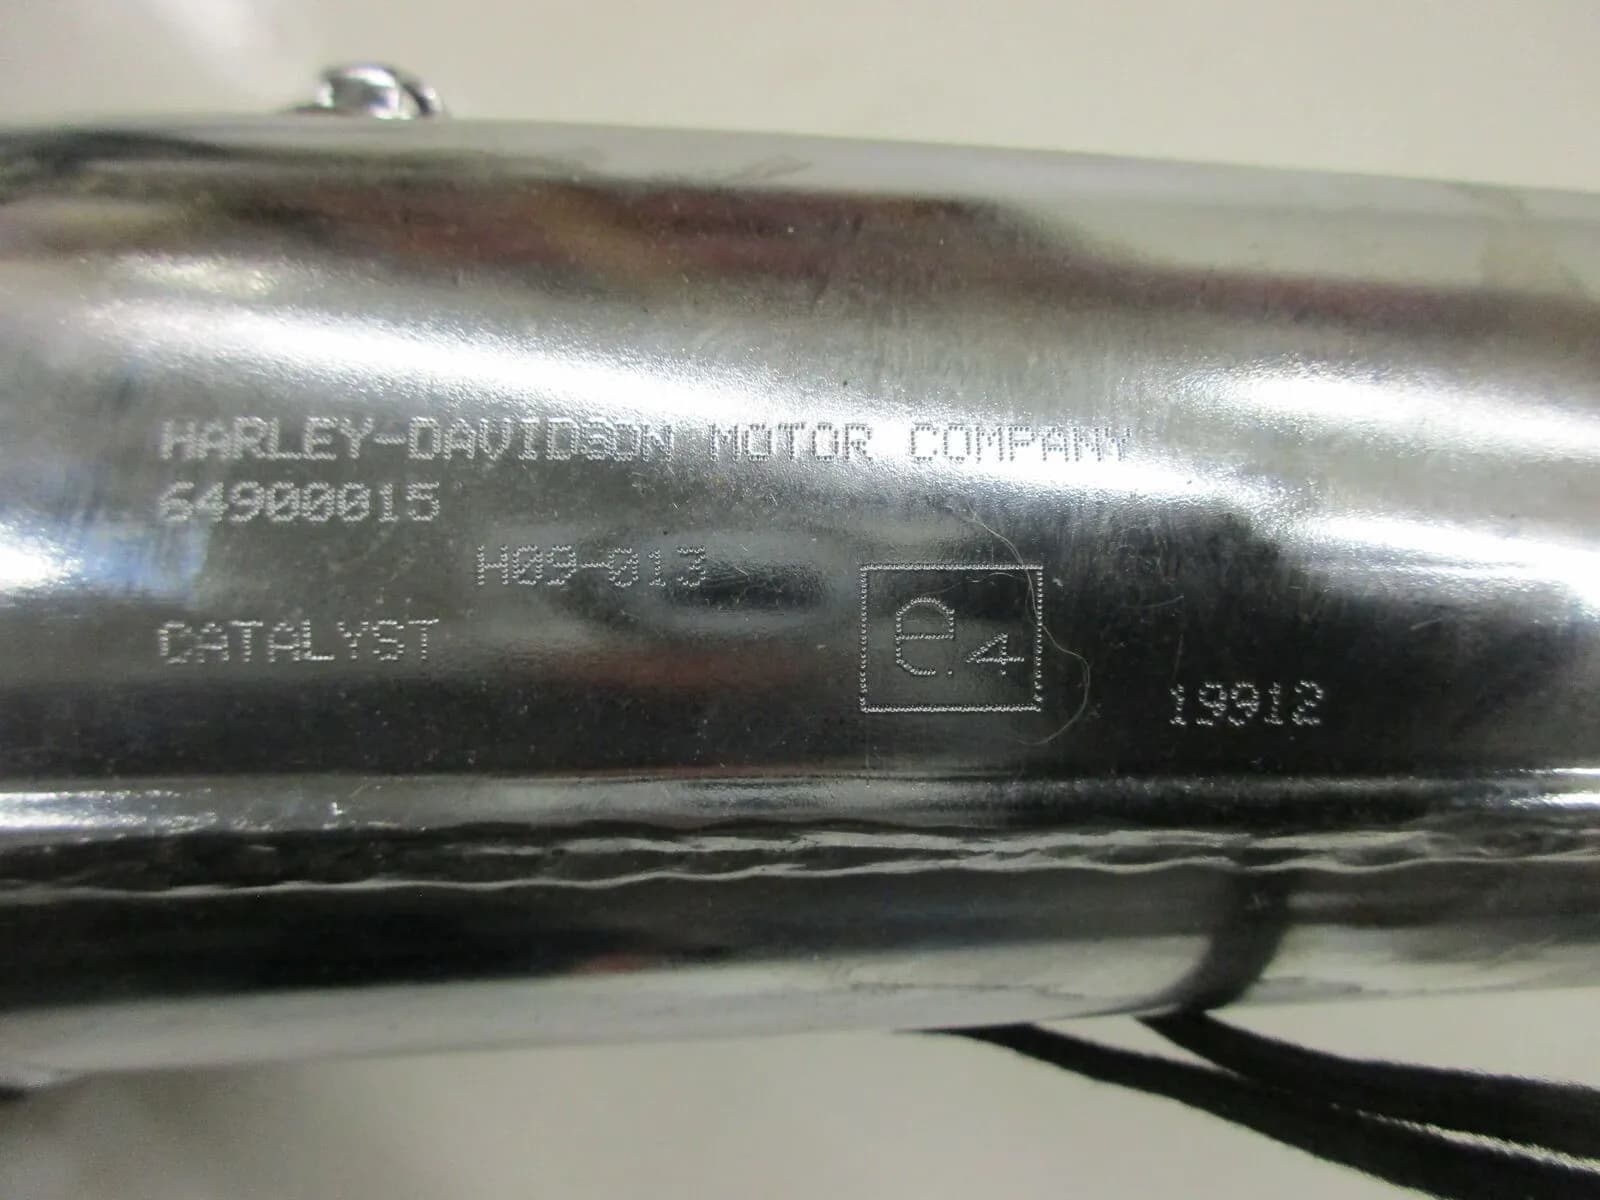 HARLEY-DAVIDSON MOTOR COMPANY
64900015
H09-013
CATALYST
e4
19912